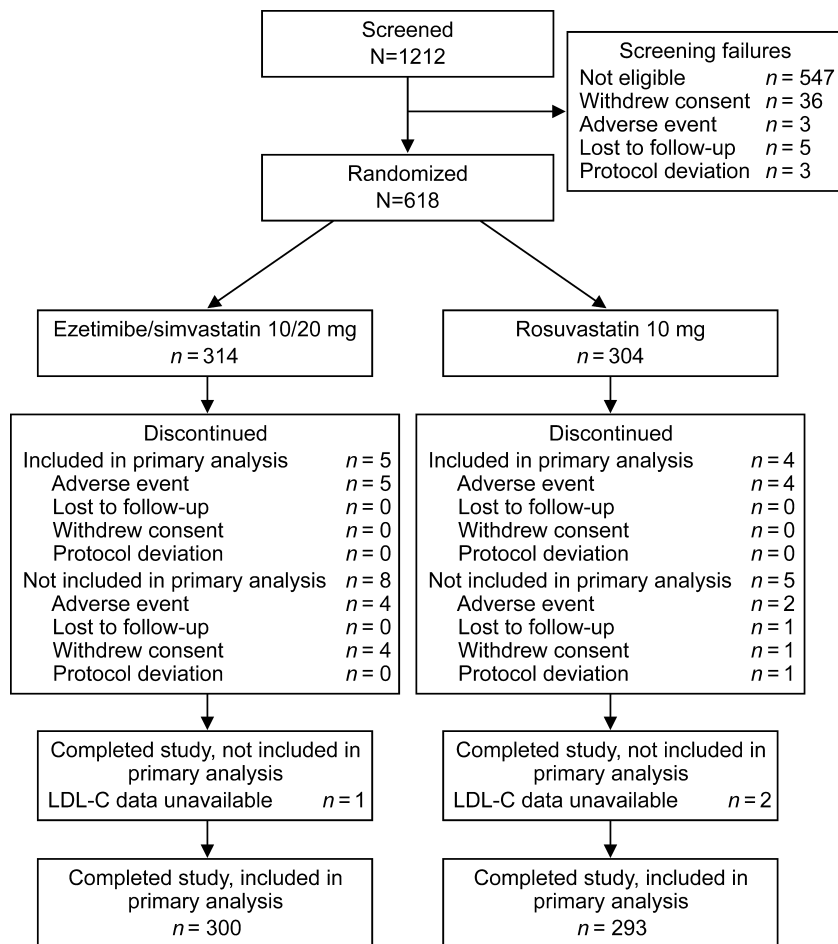 Screened
N=1212
Screening failures
Not eligible n = 547
Withdrew consent n = 36
Adverse event n = 3
Lost to follow-up n = 5
Protocol deviation n = 3
Randomized
N=618
Ezetimibe/simvastatin 10/20 mg
n = 314
Rosuvastatin 10 mg
n = 304
Discontinued
Included in primary analysis n = 5
Adverse event n = 5
Lost to follow-up n = 0
Withdrew consent n = 0
Protocol deviation n = 0
Not included in primary analysis n = 8
Adverse event n = 4
Lost to follow-up n = 0
Withdrew consent n = 4
Protocol deviation n = 0
Discontinued
Included in primary analysis n = 4
Adverse event n = 4
Lost to follow-up n = 0
Withdrew consent n = 0
Protocol deviation n = 0
Not included in primary analysis n = 5
Adverse event n = 2
Lost to follow-up n = 1
Withdrew consent n = 1
Protocol deviation n = 1
Completed study, not included in
primary analysis
LDL-C data unavailable n = 1
Completed study, not included in
primary analysis
LDL-C data unavailable n = 2
Completed study, included in
primary analysis
n = 300
Completed study, included in
primary analysis
n = 293